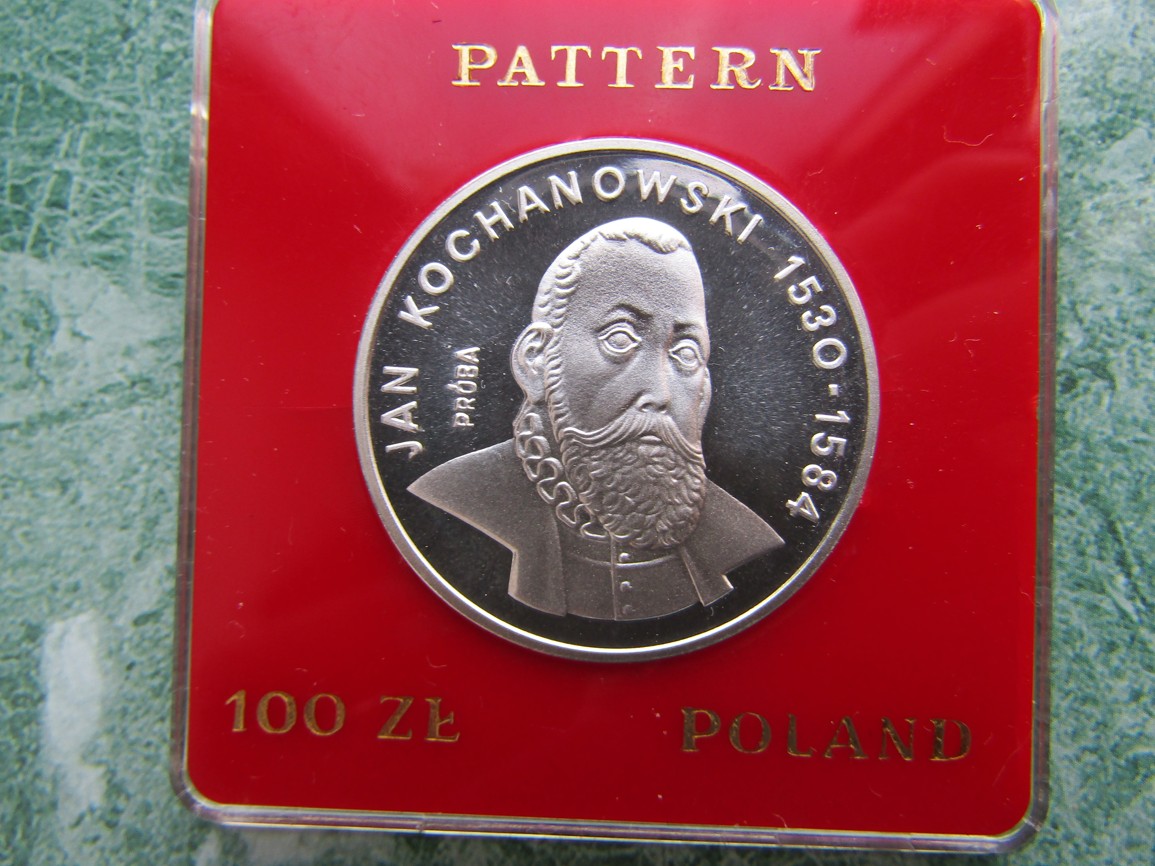 PATTERN
JAN KOCHANOWSKI 1530-1584
PRÓBA
100 ZŁ POLAND